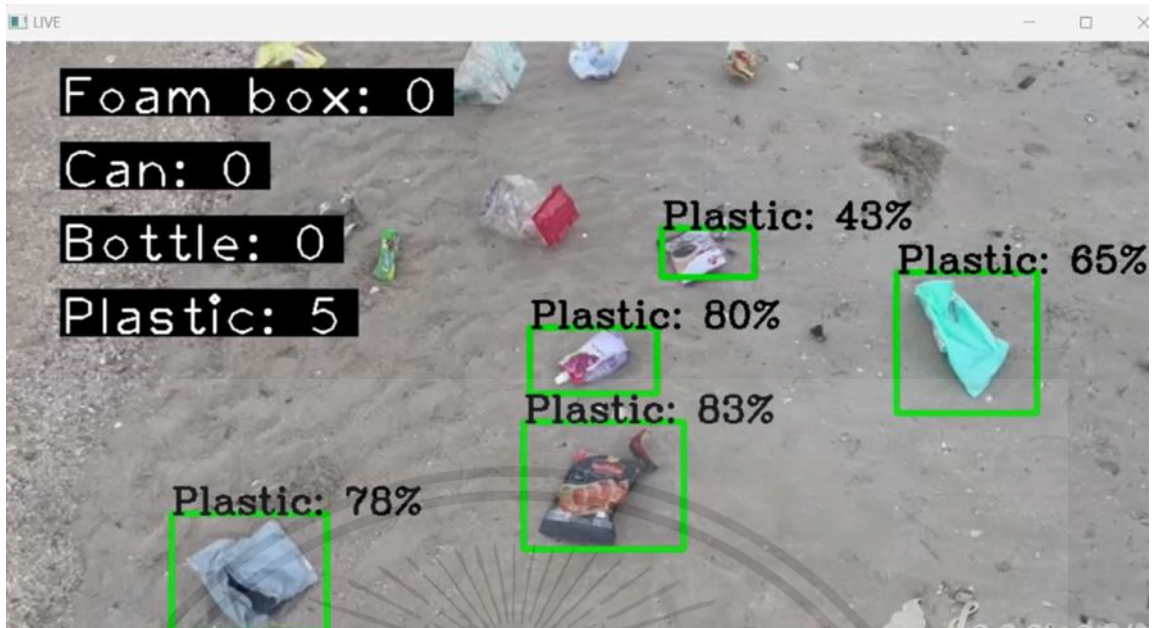 LIVE
Foam box: 0
Can: 0
Bottle: 0
Plastic: 5
Plastic: 43%
Plastic: 65%
Plastic: 80%
Plastic: 83%
Plastic: 78%